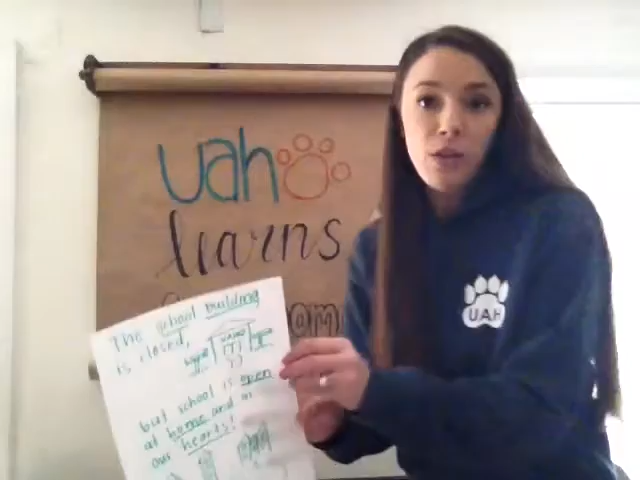 uah
learns
UAH
The school building
is closed,
but school is open
at home and in
our hearts!